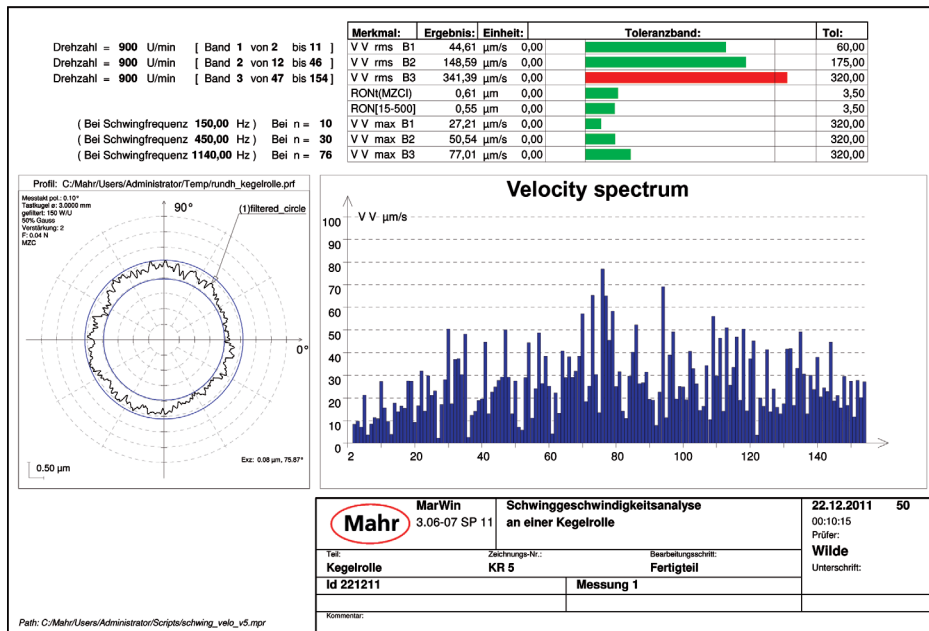 Drehzahl = 900 U/min [ Band 1 von 2 bis 11 ]
Drehzahl = 900 U/min [ Band 2 von 12 bis 46 ]
Drehzahl = 900 U/min [ Band 3 von 47 bis 154 ]
( Bei Schwingfrequenz 150,00 Hz ) Bei n = 10
( Bei Schwingfrequenz 450,00 Hz ) Bei n = 30
( Bei Schwingfrequenz 1140,00 Hz ) Bei n = 76
Merkmal: Ergebnis: Einheit: Toleranzband: Tol:
V V rms B1 44,61 µm/s 0,00 60,00
V V rms B2 148,59 µm/s 0,00 175,00
V V rms B3 341,39 µm/s 0,00 320,00
RONt(MZCI) 0,61 µm 0,00 3,50
RON[15-500] 0,55 µm 0,00 3,50
V V max B1 27,21 µm/s 0,00 320,00
V V max B2 50,54 µm/s 0,00 320,00
V V max B3 77,01 µm/s 0,00 320,00
Profil: C:/Mahr/Users/Administrator/Temp/rundh_kegelrolle.prf
Messtakt pol.: 0.10°
Tastkugel ø: 3.0000 mm
gefiltert: 150 W/U
50% Gauss
Verstärkung: 2
F: 0.04 N
MZC
90°
(1)filtered_circle
0°
Exz: 0.08 µm, 75.87°
0.50 µm
Velocity spectrum
V V µm/s
100
90
80
70
60
50
40
30
20
10
0
2 20 40 60 80 100 120 140
Mahr
MarWin
3.06-07 SP 11
Schwinggeschwindigkeitsanalyse
an einer Kegelrolle
22.12.2011 50
00:10:15
Prüfer:
Wilde
Unterschrift:
Teil: Zeichnungs-Nr.: Bearbeitungsschritt:
Kegelrolle KR 5 Fertigteil
Id 221211 Messung 1
Kommentar:
Path: C:/Mahr/Users/Administrator/Scripts/schwing_velo_v5.mpr